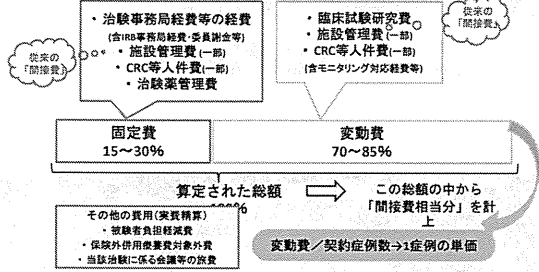 ・ 治験事務局経費等の経費
(含IRB事務局経費・委員謝金等)
・ 施設管理費(一部)
・ CRC等人件費(一部)
・ 治験薬管理費
従来の
「間接費」
・ 臨床試験研究費
・ 施設管理費(一部)
・ CRC等人件費(一部)
(含モニタリング対応経費等)
従来の
「間接費」
固定費
15～30%
変動費
70～85%
算定された総額
100%
この総額の中から
「間接費相当分」を計
上
その他の費用(実費精算)
・ 被験者負担軽減費
・ 保険外併用療養費対象外費
・ 当該治験に係る会議等の旅費
変動費／契約症例数→1症例の単価